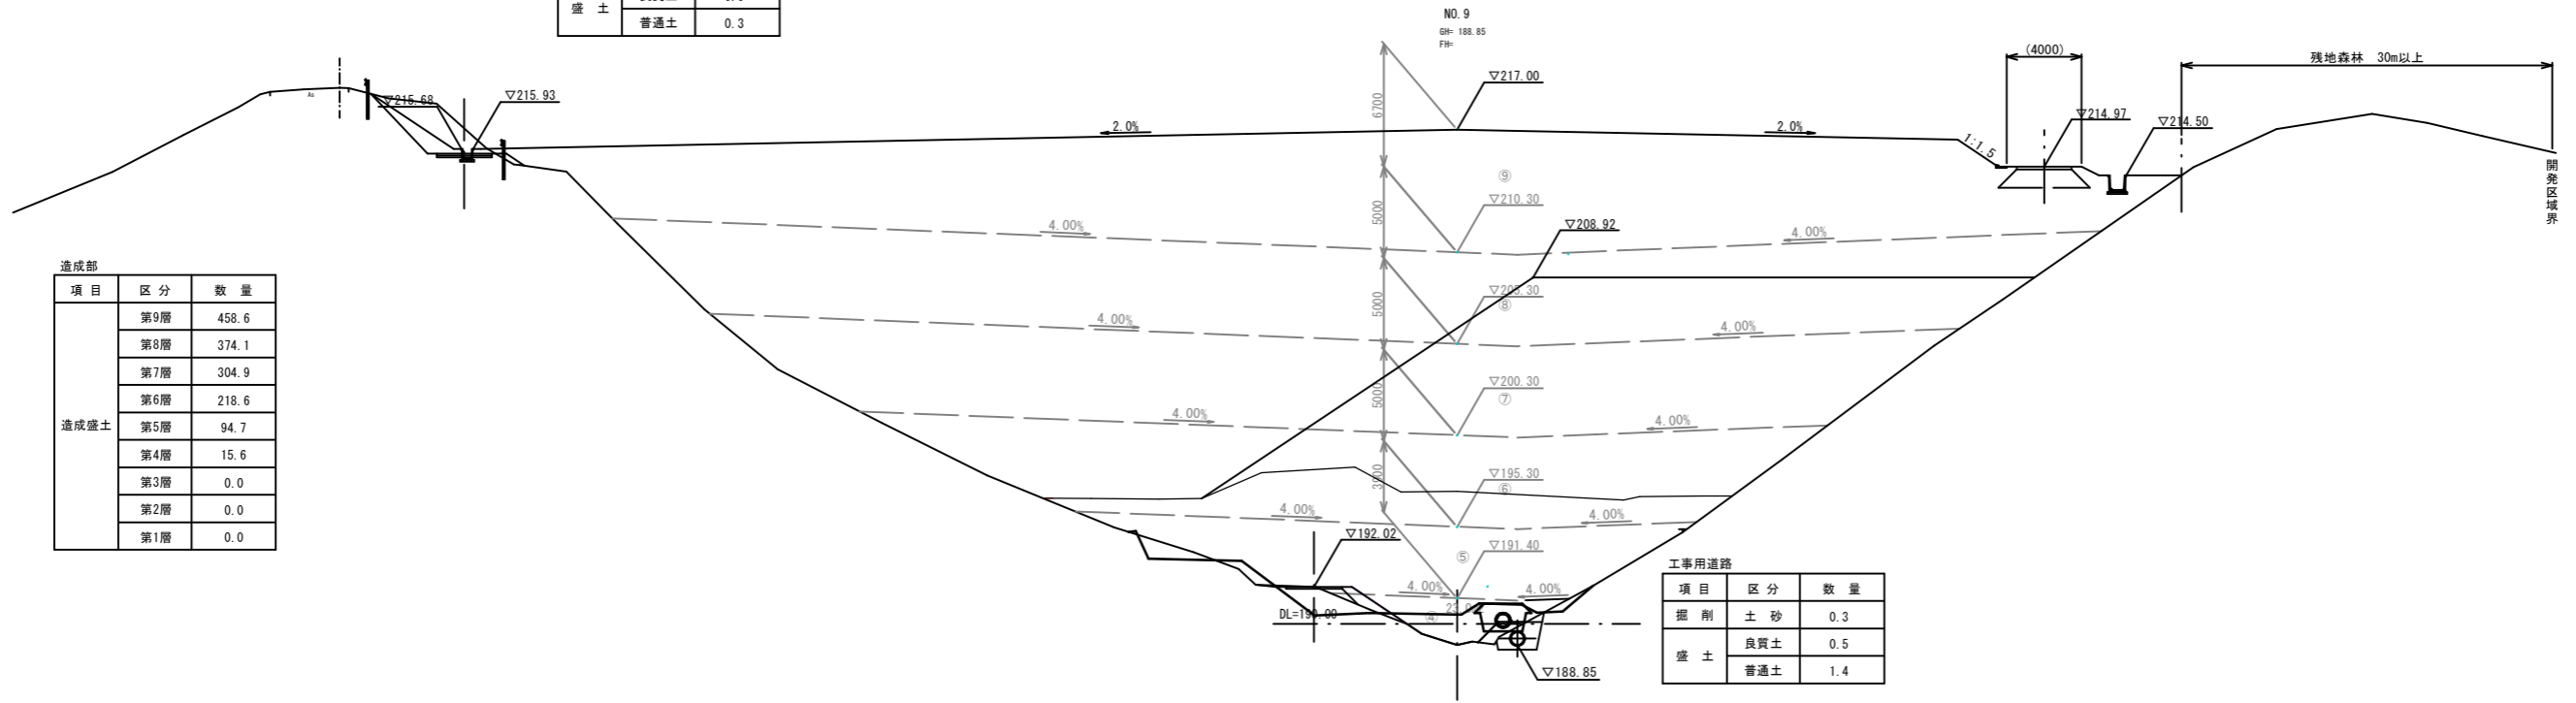 盛 土
普通土 0.3
NO.9
GH= 188.85
FH=
(4000)
残地森林 30m以上
▽217.00
▽215.68
▽215.93
As
6700
2.0%
2.0%
▽214.97
▽214.50
1:1.5
開発区域界
⑨
▽210.30
5000
▽208.92
4.00%
4.00%
造成部
項 目 区 分 数 量
造成盛土
第9層 458.6
第8層 374.1
第7層 304.9
第6層 218.6
第5層 94.7
第4層 15.6
第3層 0.0
第2層 0.0
第1層 0.0
▽205.30
⑧
5000
4.00%
4.00%
▽200.30
⑦
5000
4.00%
4.00%
▽195.30
⑥
3900
4.00%
4.00%
▽192.02
▽191.40
⑤
4.00%
4.00%
DL=190.00
④
▽188.85
工事用道路
項 目 区 分 数 量
掘 削 土 砂 0.3
盛 土 良質土 0.5
普通土 1.4